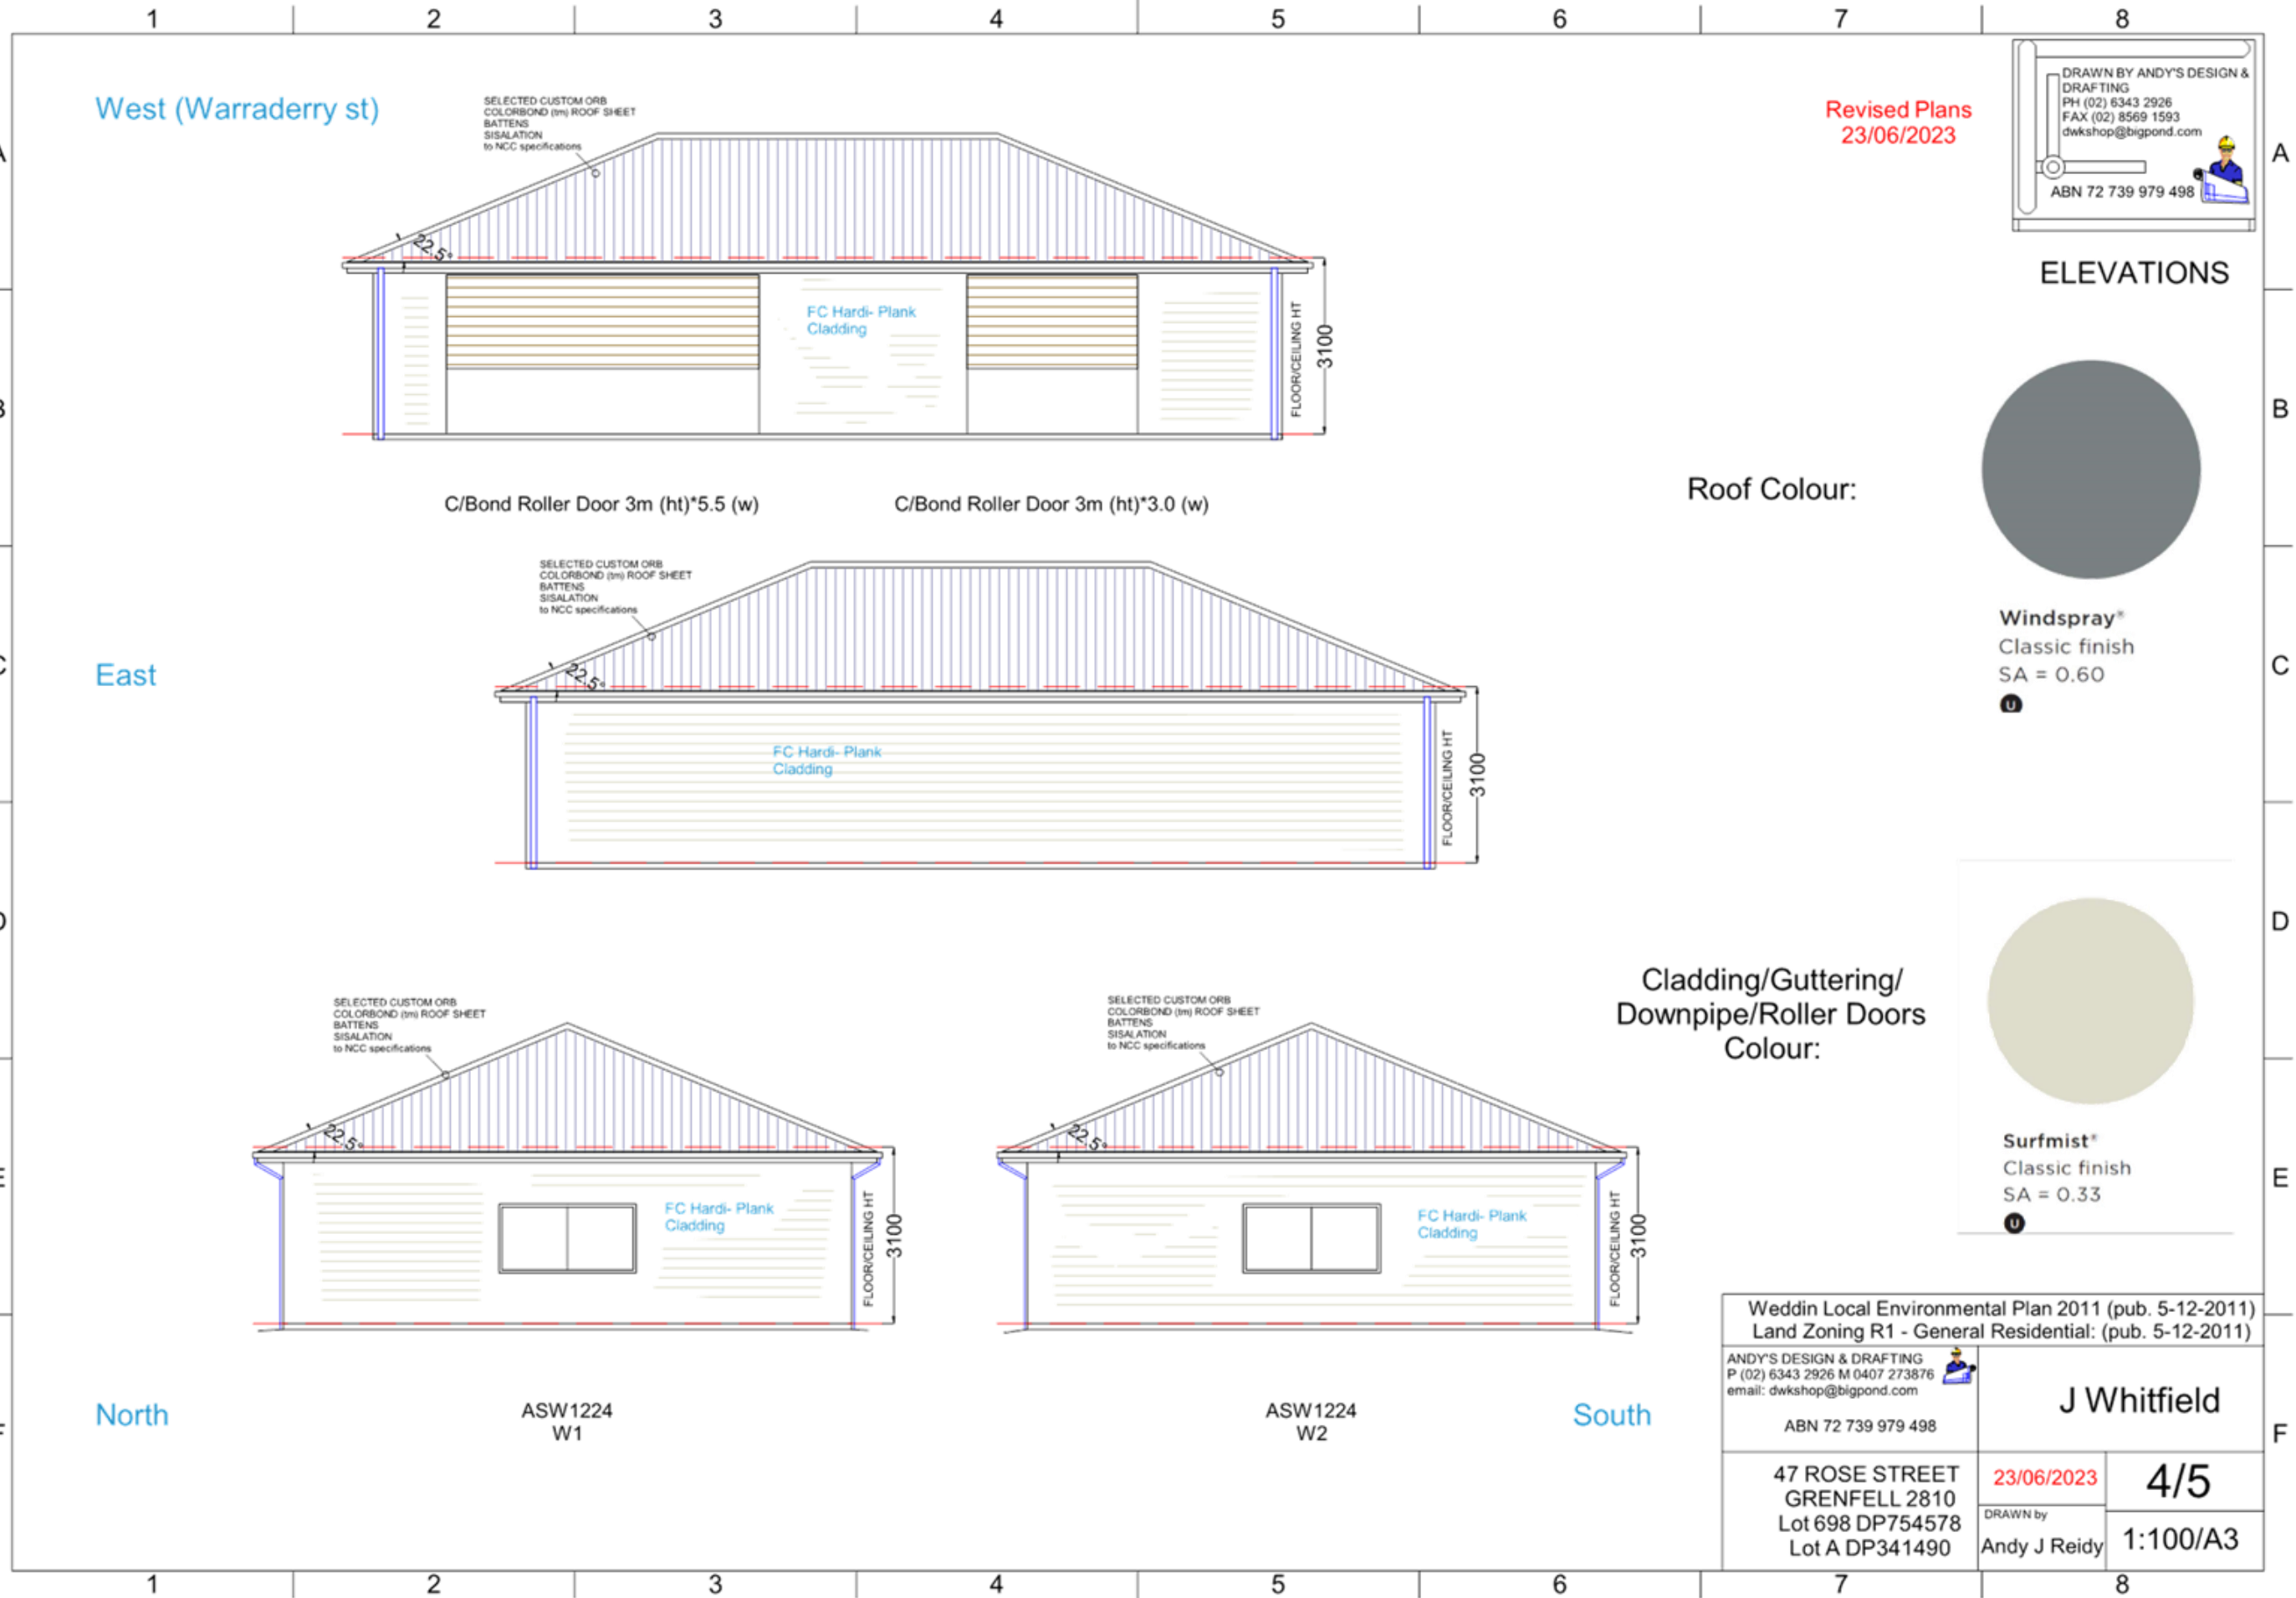 1 2 3 4 5 6 7 8
West (Warraderry st)
SELECTED CUSTOM ORB
COLORBOND (tm) ROOF SHEET
BATTENS
SISALATION
to NCC specifications
22.5°
FC Hardi- Plank
Cladding
FLOOR/CEILING HT
3100
C/Bond Roller Door 3m (ht)*5.5 (w)
C/Bond Roller Door 3m (ht)*3.0 (w)
Revised Plans
23/06/2023
DRAWN BY ANDY'S DESIGN &
DRAFTING
PH (02) 6343 2926
FAX (02) 8569 1593
dwkshop@bigpond.com
ABN 72 739 979 498
ELEVATIONS
Roof Colour:
Windspray®
Classic finish
SA = 0.60
U
East
SELECTED CUSTOM ORB
COLORBOND (tm) ROOF SHEET
BATTENS
SISALATION
to NCC specifications
22.5°
FC Hardi- Plank
Cladding
FLOOR/CEILING HT
3100
Cladding/Guttering/
Downpipe/Roller Doors
Colour:
Surfmist®
Classic finish
SA = 0.33
U
SELECTED CUSTOM ORB
COLORBOND (tm) ROOF SHEET
BATTENS
SISALATION
to NCC specifications
22.5°
FC Hardi- Plank
Cladding
FLOOR/CEILING HT
3100
North
ASW1224
W1
SELECTED CUSTOM ORB
COLORBOND (tm) ROOF SHEET
BATTENS
SISALATION
to NCC specifications
22.5°
FC Hardi- Plank
Cladding
FLOOR/CEILING HT
3100
ASW1224
W2
South
Weddin Local Environmental Plan 2011 (pub. 5-12-2011)
Land Zoning R1 - General Residential: (pub. 5-12-2011)
ANDY'S DESIGN & DRAFTING
P (02) 6343 2926 M 0407 273876
email: dwkshop@bigpond.com
ABN 72 739 979 498
J Whitfield
47 ROSE STREET
GRENFELL 2810
Lot 698 DP754578
Lot A DP341490
23/06/2023
DRAWN by
Andy J Reidy
4/5
1:100/A3
A
B
C
D
E
F
1 2 3 4 5 6 7 8